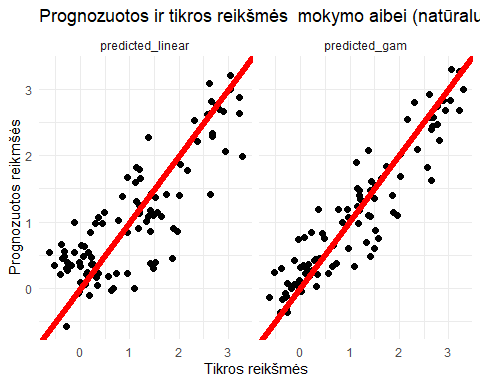 Prognozuotos ir tikros reikšmės  mokymo aibei (natūralu
predicted_linear
predicted_gam
Prognozuotos reikmšės
3
2
1
0
0
1
2
3
0
1
2
3
Tikros reikšmės